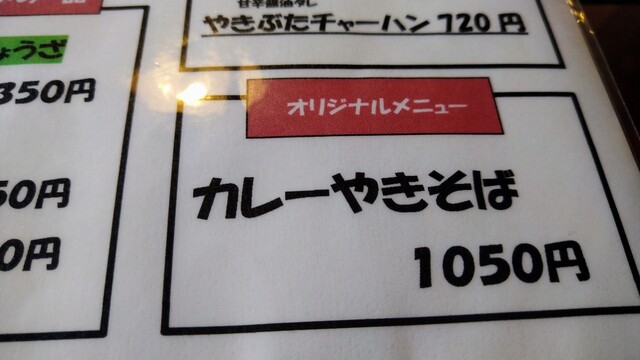 甘辛醤油タレ
やきぶたチャーハン 720円
ょうざ
350円
50円
0円
オリジナルメニュー
カレーやきそば
1050円